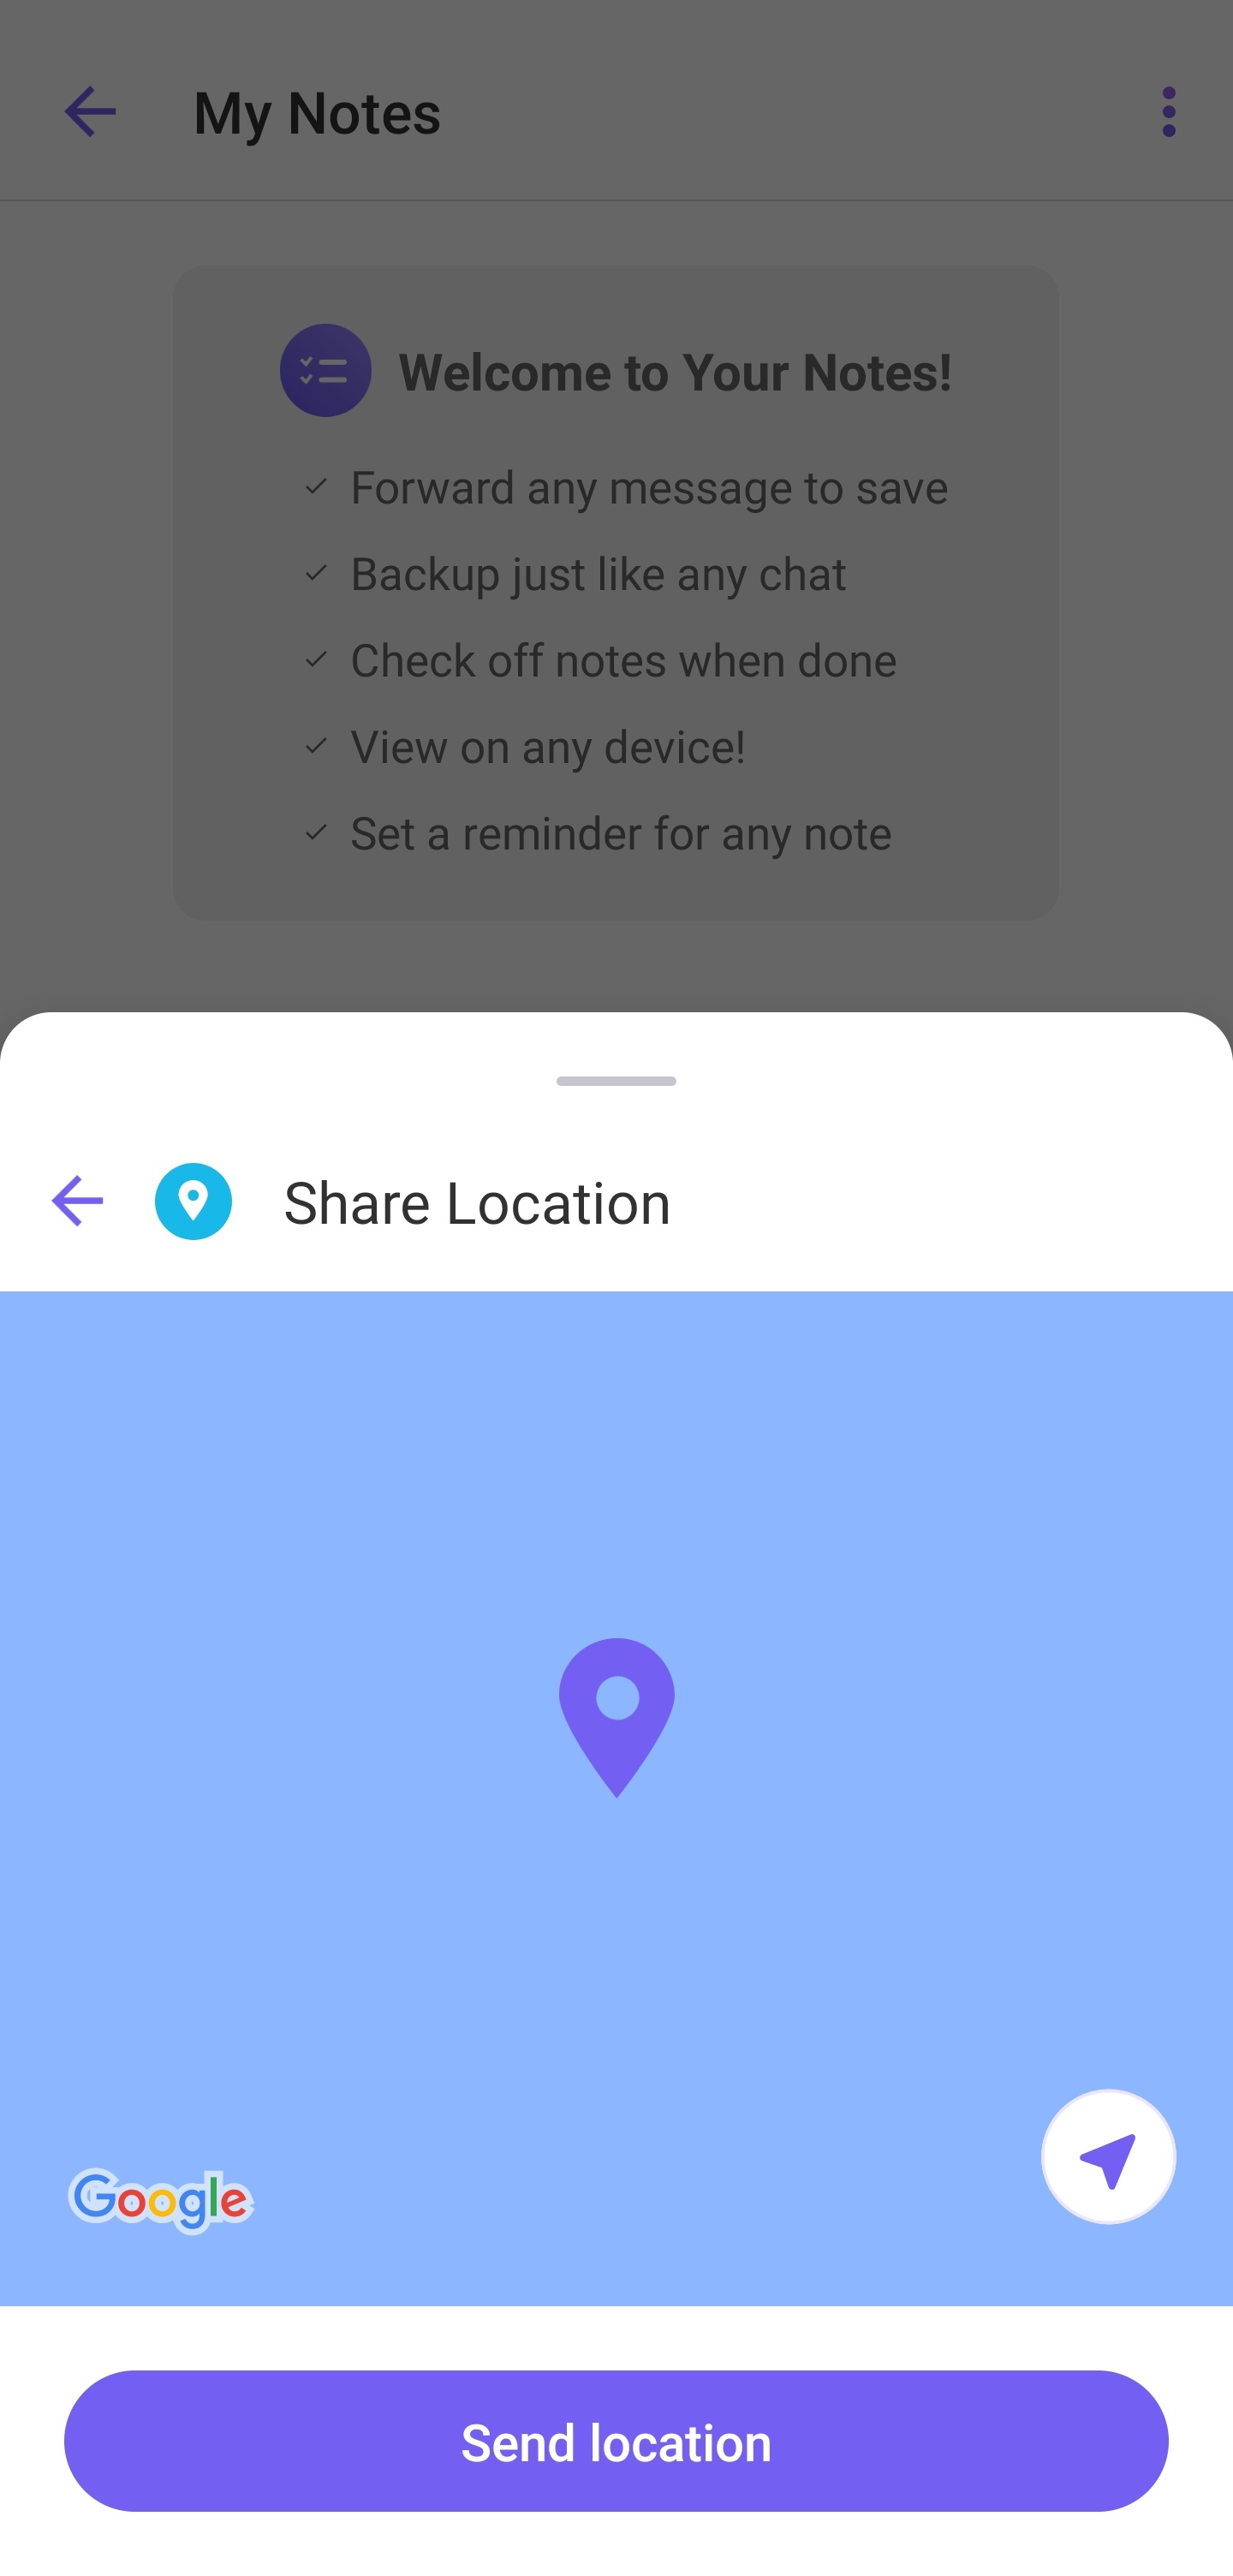 My Notes
Welcome to Your Notes!
Forward any message to save
Backup just like any chat
Check off notes when done
View on any device!
Set a reminder for any note
Share Location
Google
Send location